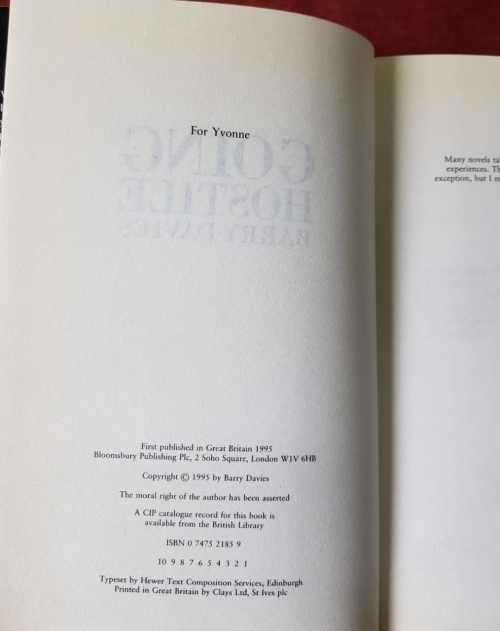 For Yvonne
GOING
HOSTILE
BARRY DAVIES
First published in Great Britain 1995
Bloomsbury Publishing Plc, 2 Soho Square, London W1V 6HB
Copyright © 1995 by Barry Davies
The moral right of the author has been asserted
A CIP catalogue record for this book is
available from the British Library
ISBN 0 7475 2185 9
10 9 8 7 6 5 4 3 2 1
Typeset by Hewer Text Composition Services, Edinburgh
Printed in Great Britain by Clays Ltd, St Ives plc
Many novels
experiences.
exception, but I